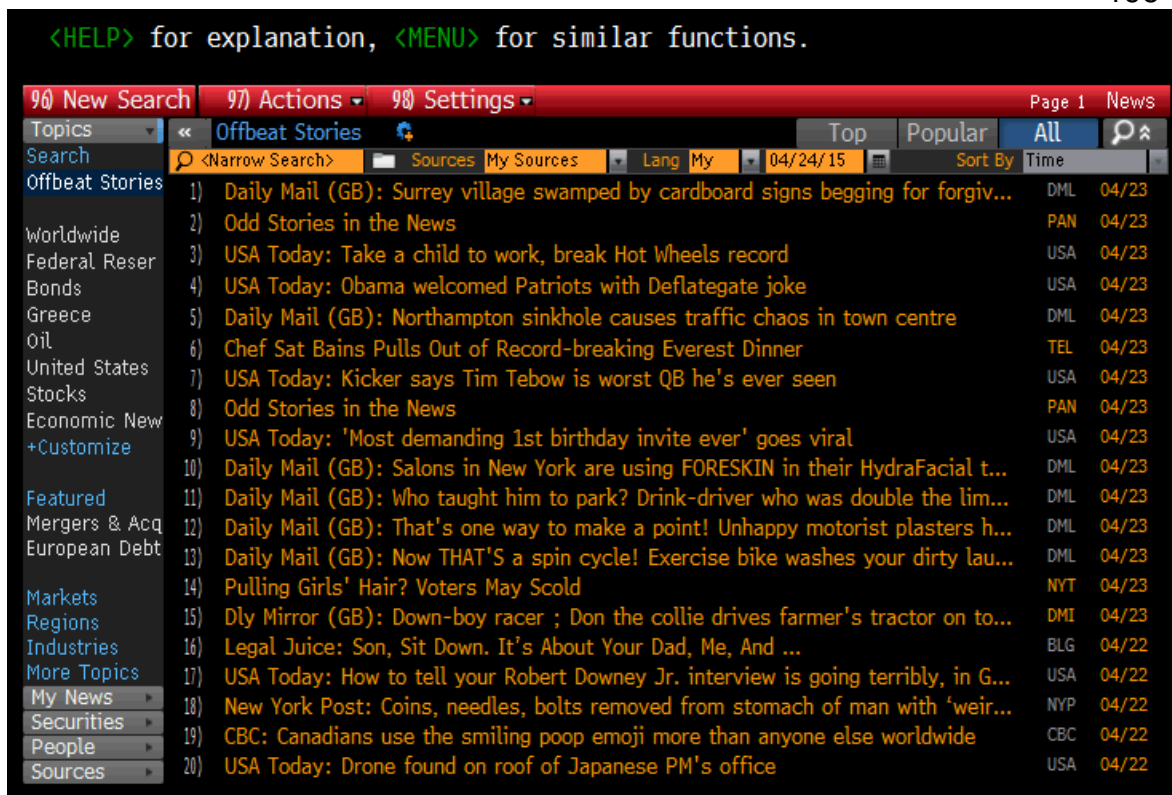 <HELP> for explanation, <MENU> for similar functions.
96) New Search 97) Actions 98) Settings Page 1 News
Topics « Offbeat Stories Top Popular All
Search <Narrow Search> Sources My Sources Lang My 04/24/15 Sort By Time
Offbeat Stories
1) Daily Mail (GB): Surrey village swamped by cardboard signs begging for forgiv... DML 04/23
2) Odd Stories in the News PAN 04/23
Worldwide
3) USA Today: Take a child to work, break Hot Wheels record USA 04/23
Federal Reser
4) USA Today: Obama welcomed Patriots with Deflategate joke USA 04/23
Bonds
5) Daily Mail (GB): Northampton sinkhole causes traffic chaos in town centre DML 04/23
Greece
6) Chef Sat Bains Pulls Out of Record-breaking Everest Dinner TEL 04/23
Oil
7) USA Today: Kicker says Tim Tebow is worst QB he's ever seen USA 04/23
United States
Stocks
8) Odd Stories in the News PAN 04/23
Economic New
9) USA Today: 'Most demanding 1st birthday invite ever' goes viral USA 04/23
+Customize
10) Daily Mail (GB): Salons in New York are using FORESKIN in their HydraFacial t... DML 04/23
Featured
11) Daily Mail (GB): Who taught him to park? Drink-driver who was double the lim... DML 04/23
Mergers & Acq
12) Daily Mail (GB): That's one way to make a point! Unhappy motorist plasters h... DML 04/23
European Debt
13) Daily Mail (GB): Now THAT'S a spin cycle! Exercise bike washes your dirty lau... DML 04/23
14) Pulling Girls' Hair? Voters May Scold NYT 04/23
Markets
15) Dly Mirror (GB): Down-boy racer ; Don the collie drives farmer's tractor on to... DMI 04/23
Regions
16) Legal Juice: Son, Sit Down. It's About Your Dad, Me, And ... BLG 04/22
Industries
More Topics
17) USA Today: How to tell your Robert Downey Jr. interview is going terribly, in G... USA 04/22
My News
18) New York Post: Coins, needles, bolts removed from stomach of man with ‘weir... NYP 04/22
Securities
19) CBC: Canadians use the smiling poop emoji more than anyone else worldwide CBC 04/22
People
20) USA Today: Drone found on roof of Japanese PM's office USA 04/22
Sources